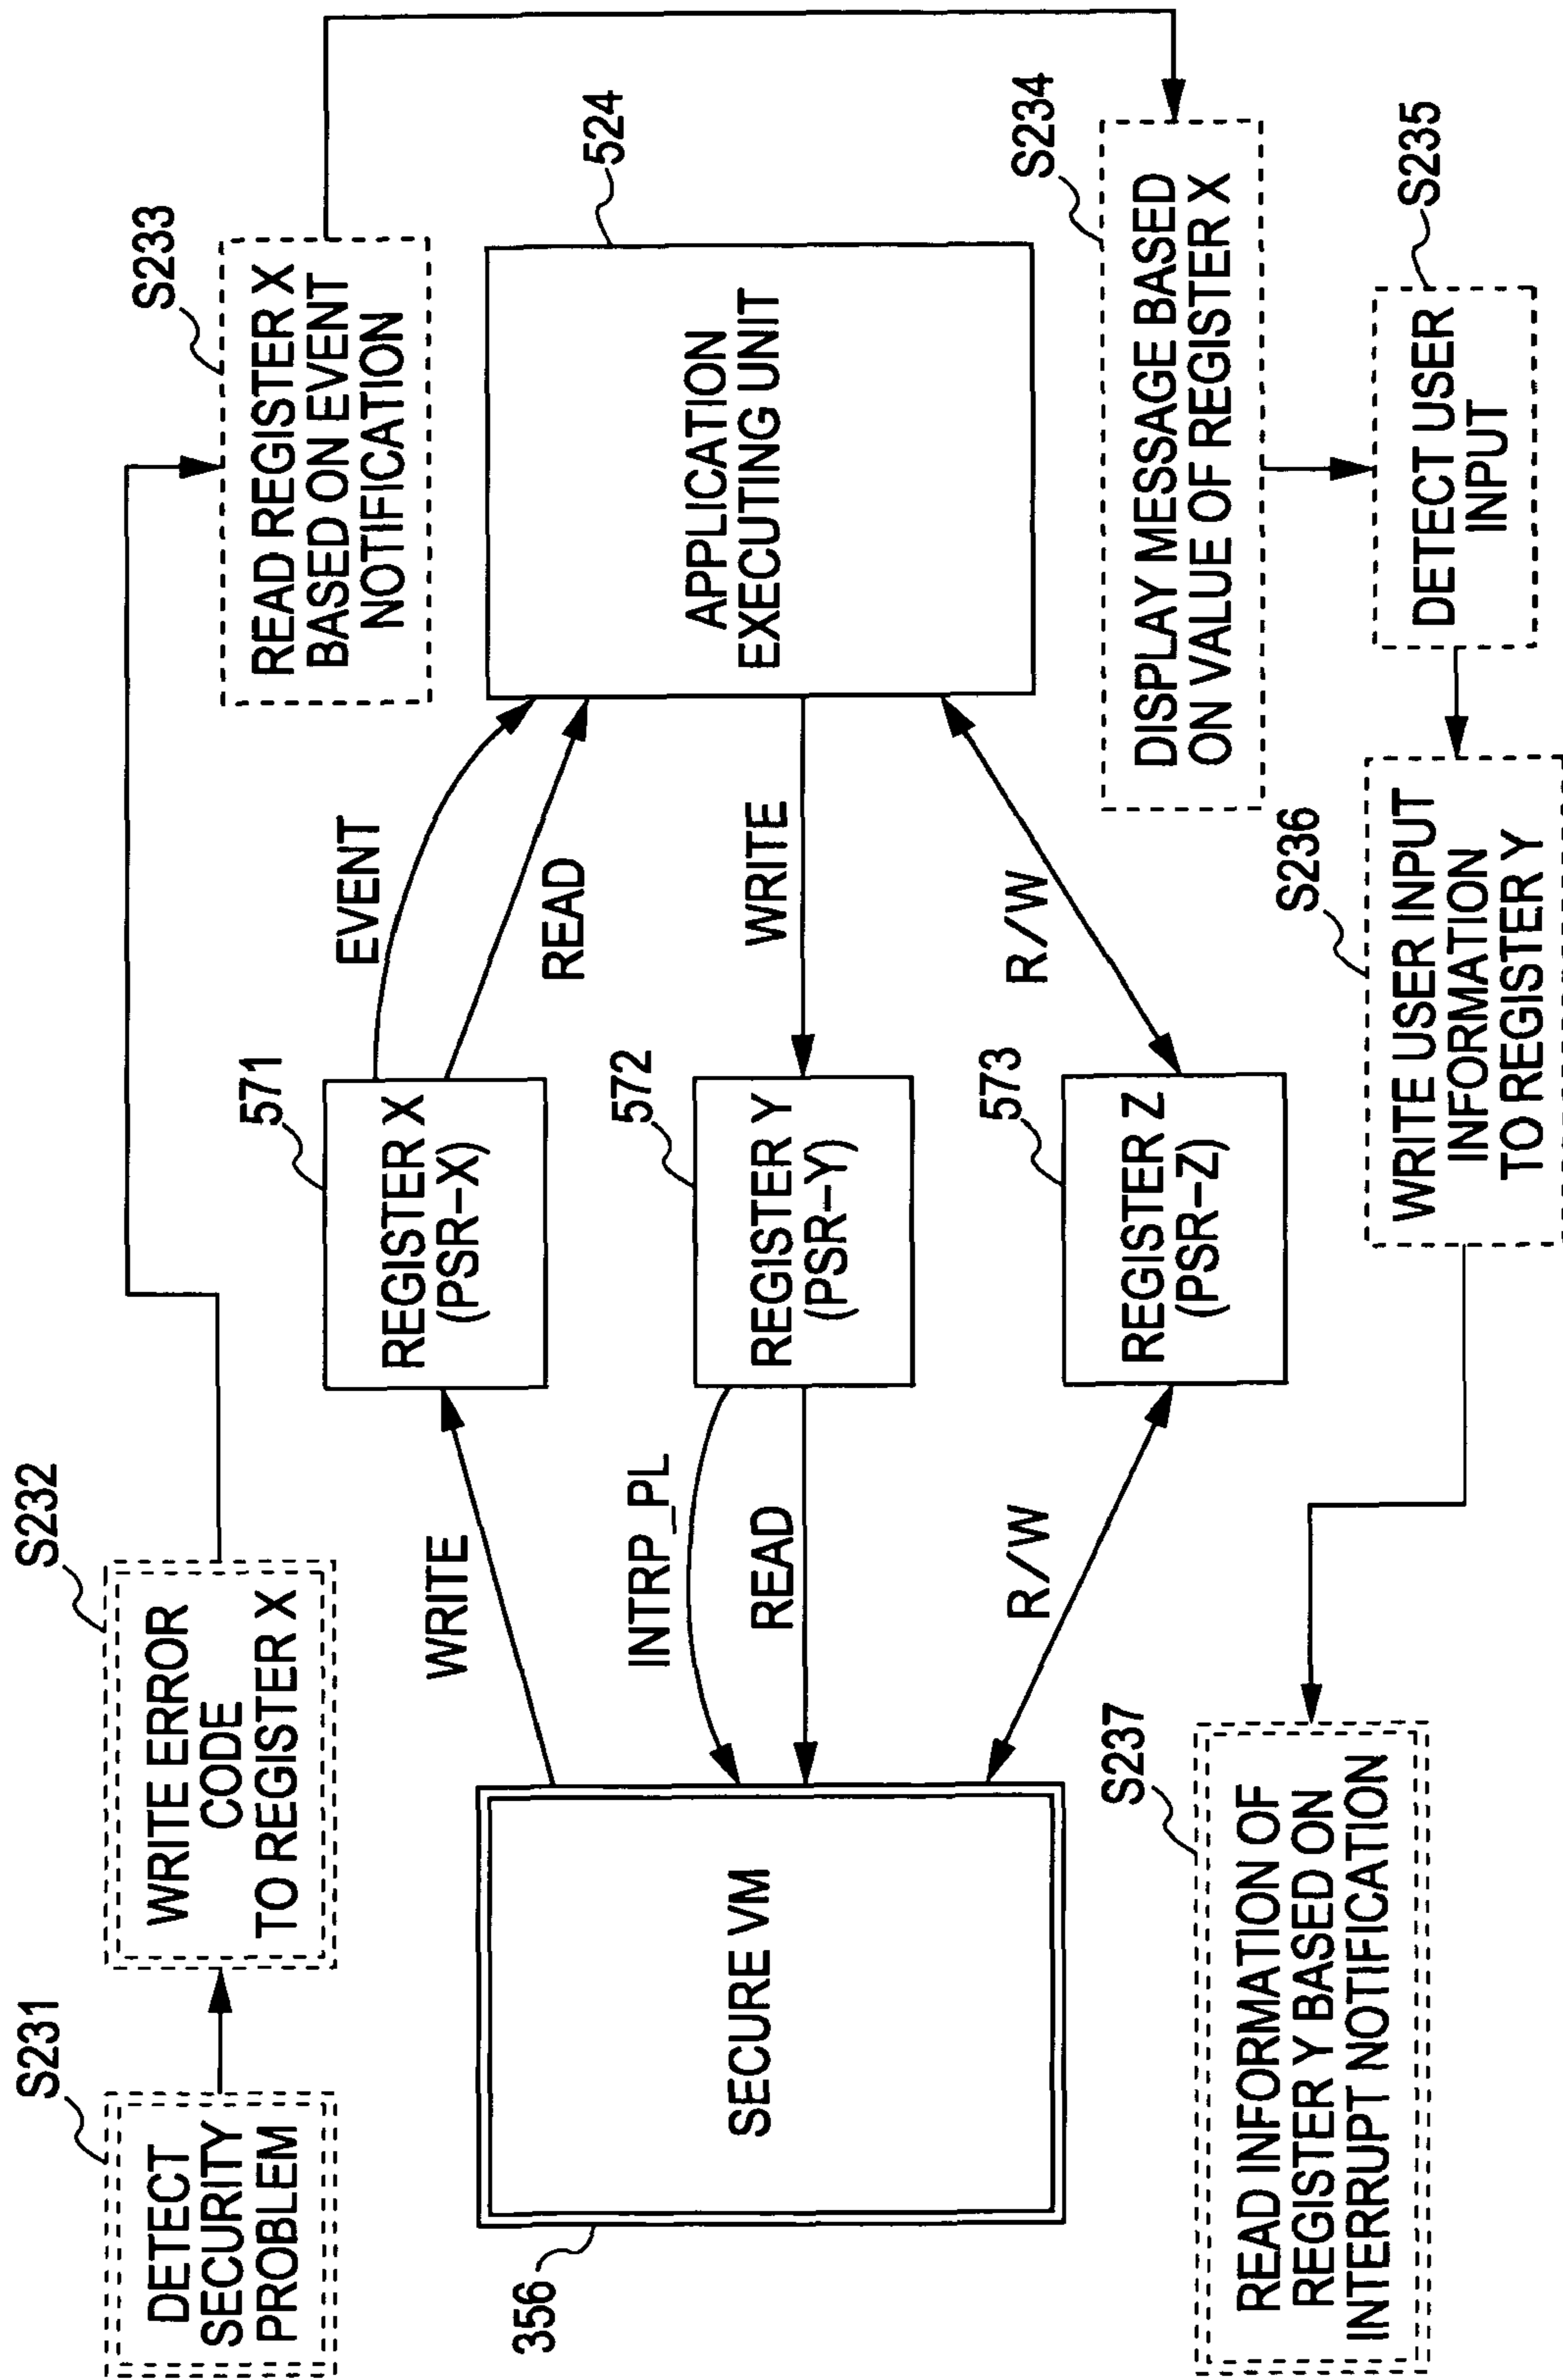 S231
DETECT
SECURITY
PROBLEM
S232
WRITE ERROR
CODE
TO REGISTER X
S233
READ REGISTER X
BASED ON EVENT
NOTIFICATION
356
SECURE VM
WRITE
INTRP_PL
READ
R/W
571
REGISTER X
(PSR-X)
572
REGISTER Y
(PSR-Y)
573
REGISTER Z
(PSR-Z)
EVENT
READ
WRITE
R/W
524
APPLICATION
EXECUTING UNIT
S234
DISPLAY MESSAGE BASED
ON VALUE OF REGISTER X
S235
DETECT USER
INPUT
S236
WRITE USER INPUT
INFORMATION
TO REGISTER Y
S237
READ INFORMATION OF
REGISTER Y BASED ON
INTERRUPT NOTIFICATION